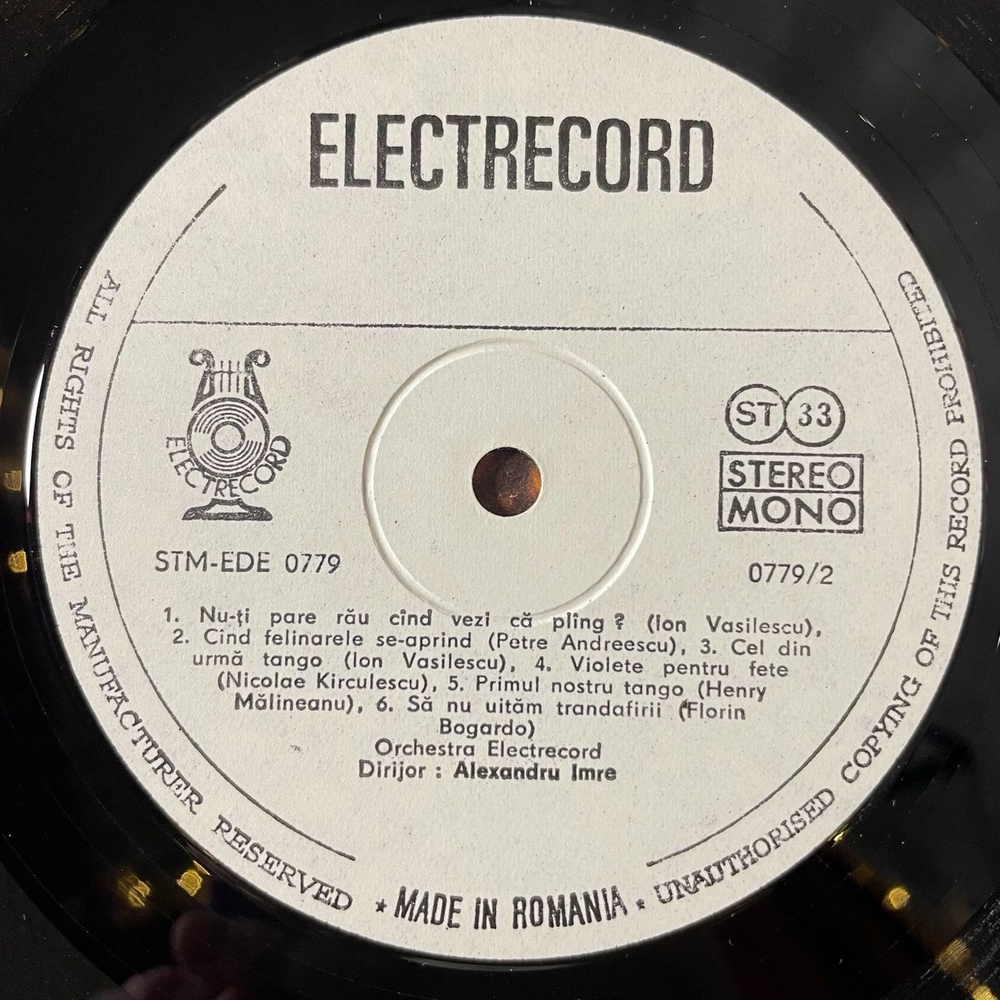 ELECTRECORD
ELECTRECORD
ST 33
STEREO
MONO
STM-EDE 0779
0779/2
1. Nu-ți pare rău cînd vezi că plîng ? (Ion Vasilescu),
2. Cînd felinarele se-aprind (Petre Andreescu), 3. Cel din
urmă tango (Ion Vasilescu), 4. Violete pentru fete
(Nicolae Kirculescu), 5. Primul nostru tango (Henry
Mălineanu), 6. Să nu uităm trandafirii (Florin
Bogardo)
Orchestra Electrecord
Dirijor : Alexandru Imre
ALL RIGHTS OF THE MANUFACTURER RESERVED * MADE IN ROMANIA * UNAUTHORISED COPYING OF THIS RECORD PROHIBITED